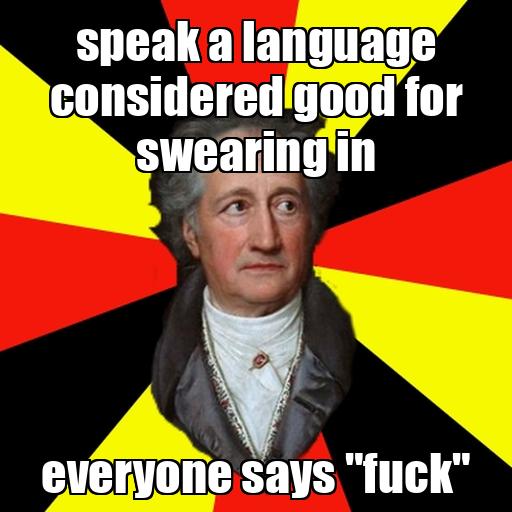 speak a language
considered good for
swearing in
everyone says "fuck"